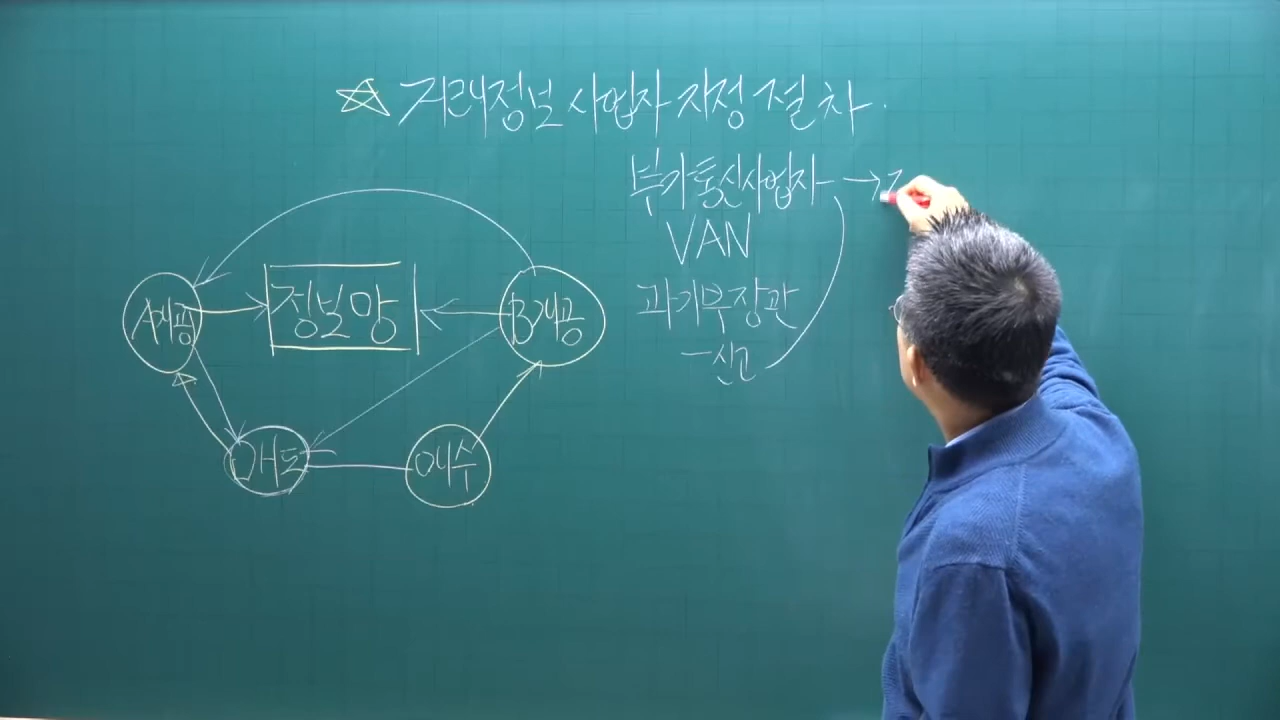 ☆ 거래정보 사업자 지정 절차.
부가통신사업자 →
VAN
과기부장관
-신고
A개공
정보망
B개공
매도
매수